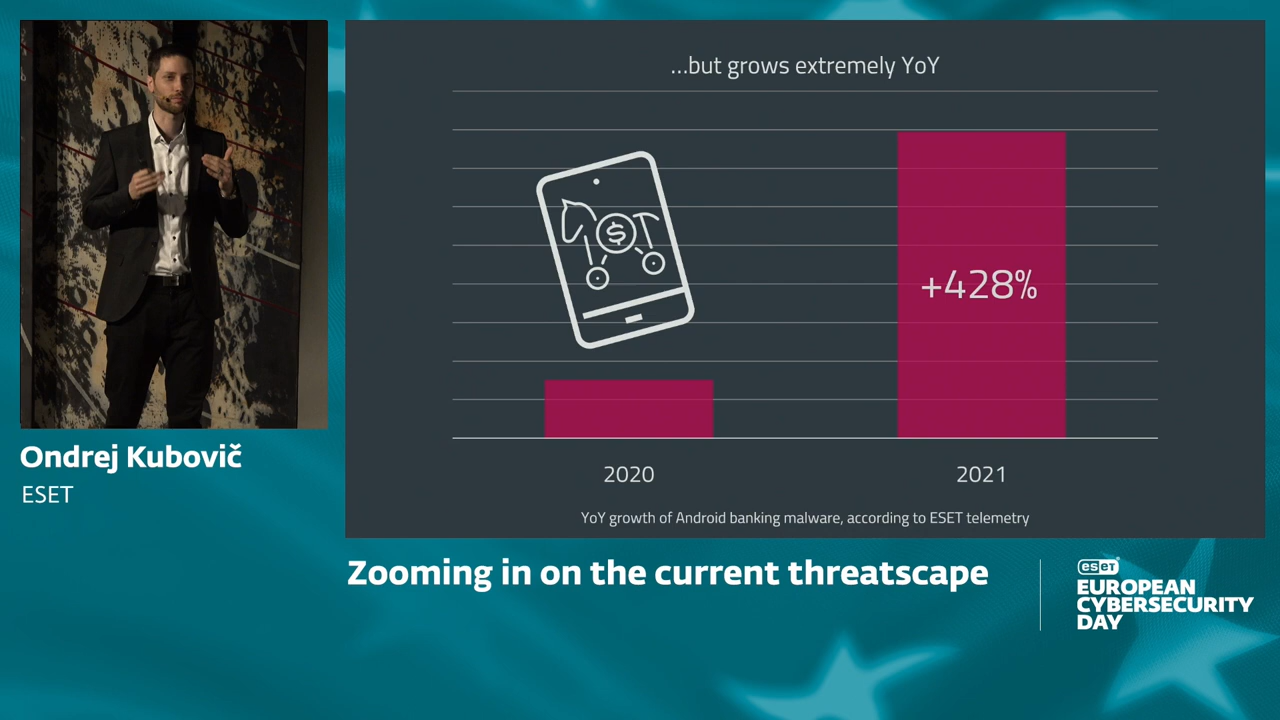 ...but grows extremely YoY
$
+428%
2020 2021
YoY growth of Android banking malware, according to ESET telemetry
Ondrej Kubovič
ESET
Zooming in on the current threatscape
eset
EUROPEAN
CYBERSECURITY
DAY